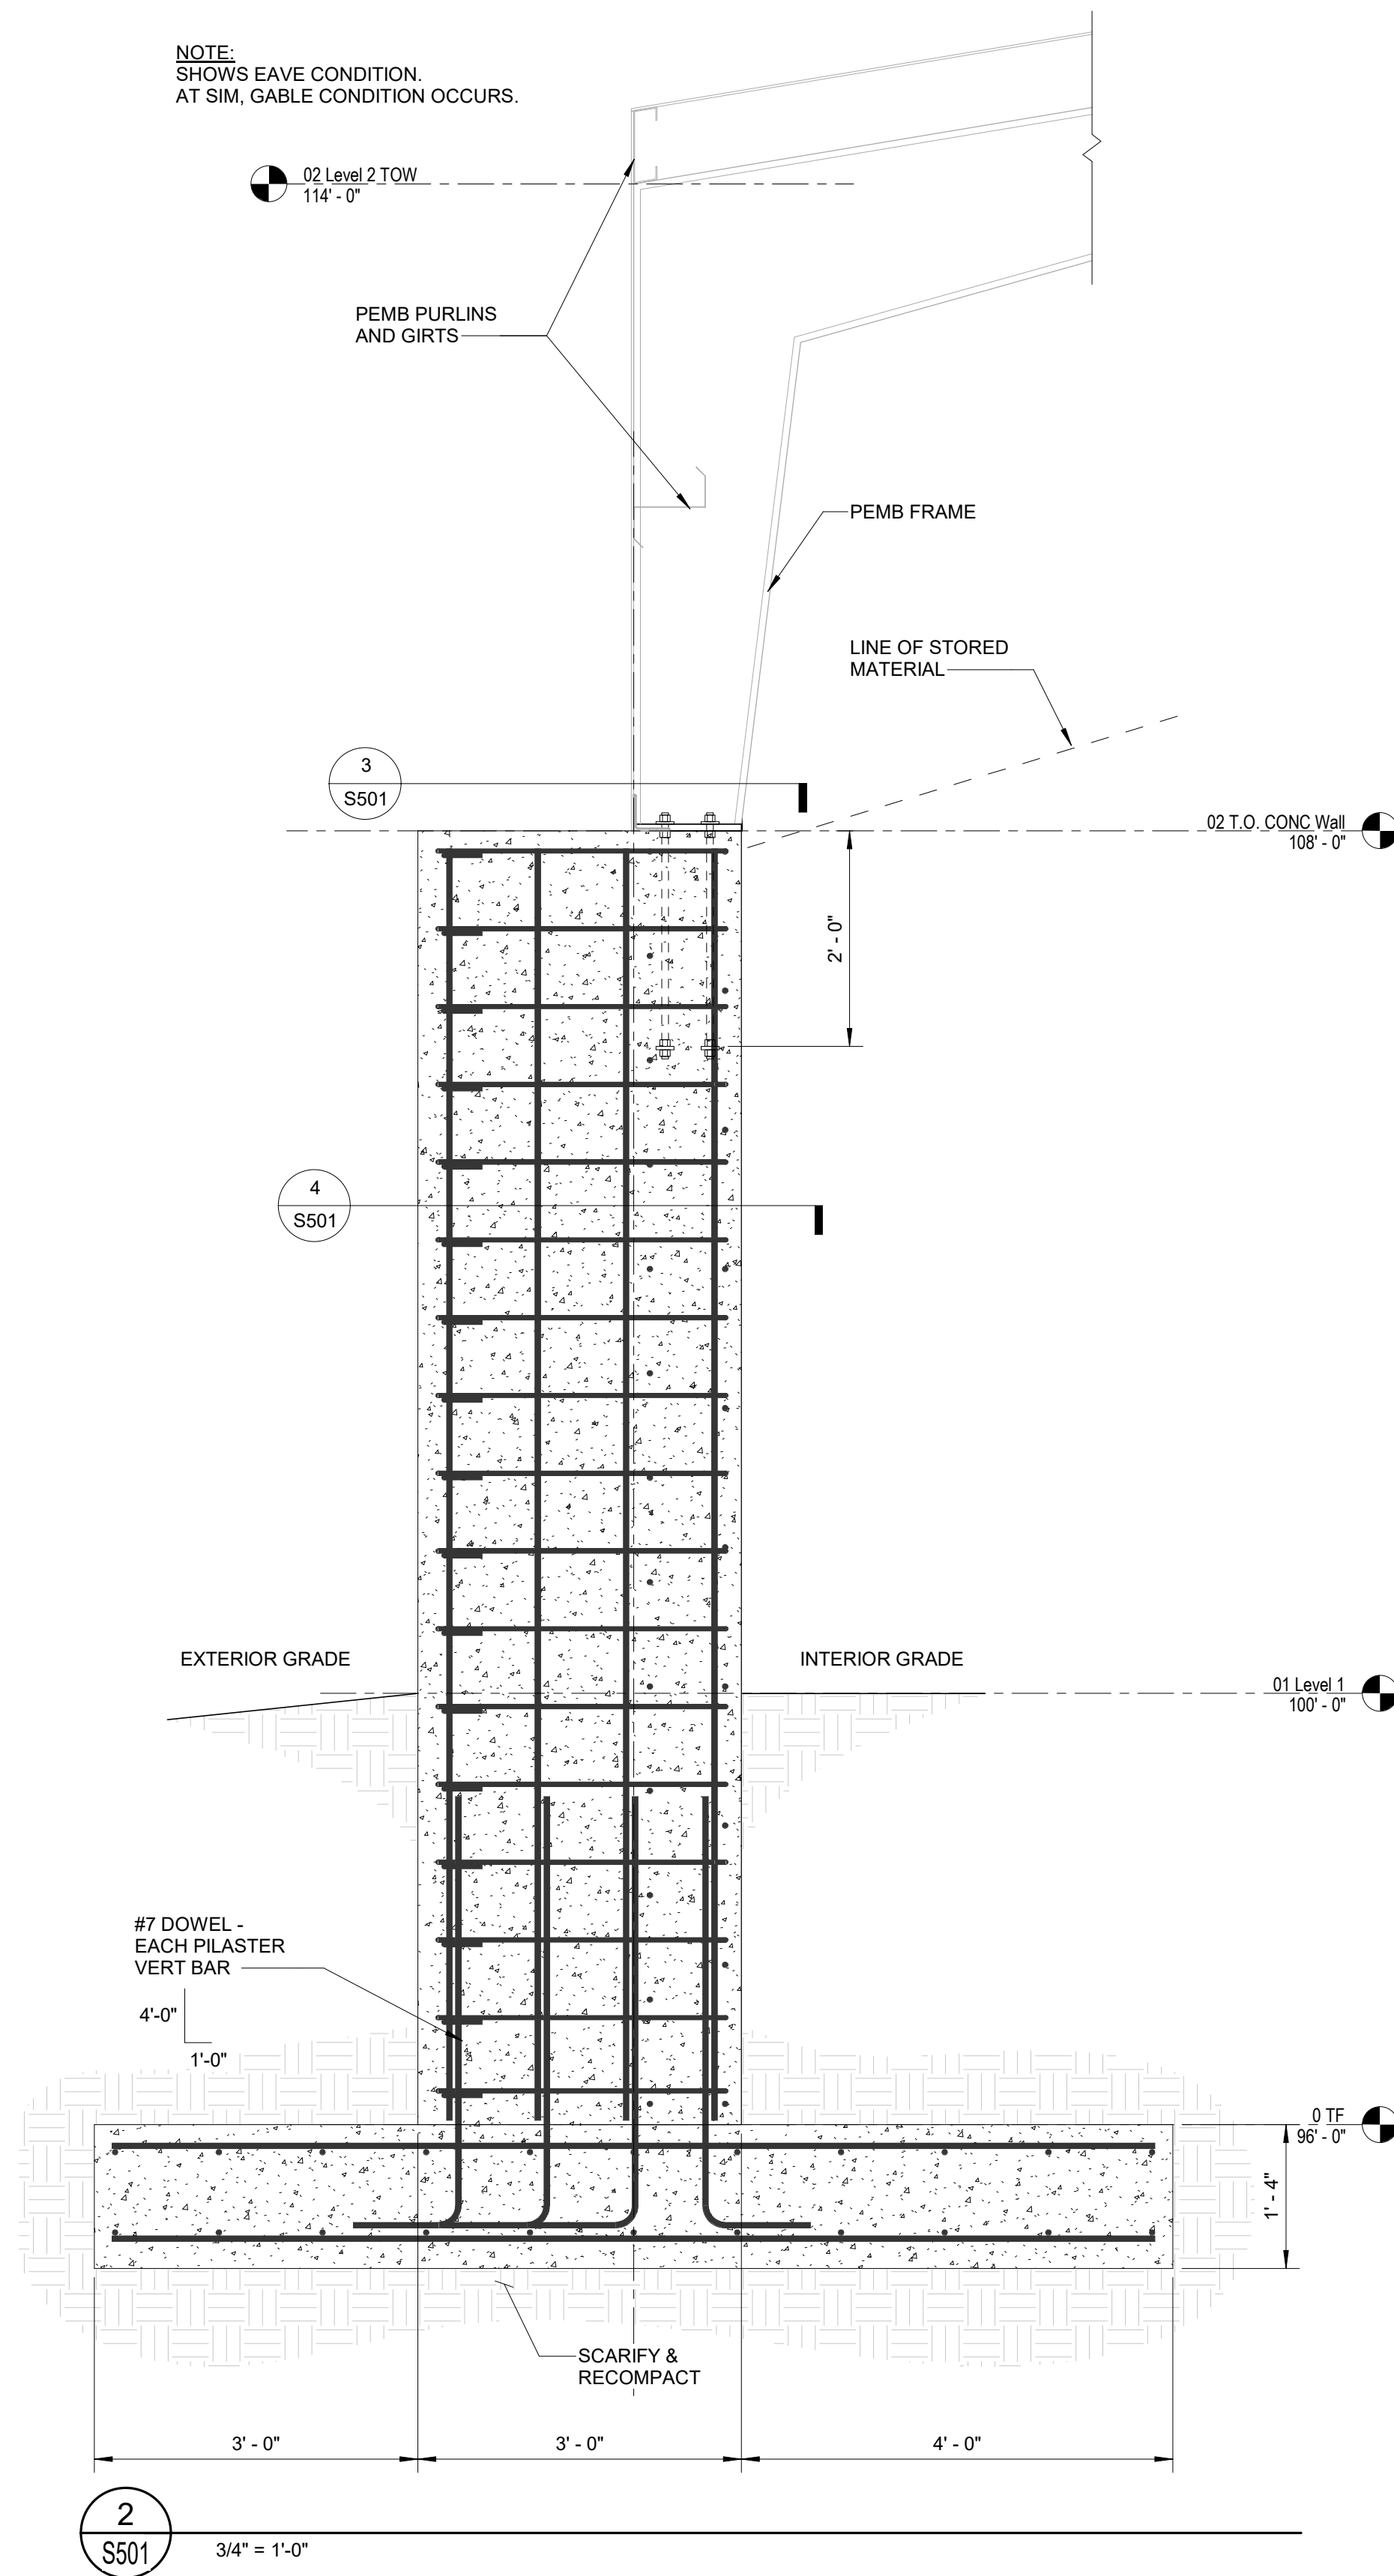 NOTE:
SHOWS EAVE CONDITION.
AT SIM, GABLE CONDITION OCCURS.
02 Level 2 TOW
114' - 0"
PEMB PURLINS
AND GIRTS
PEMB FRAME
LINE OF STORED
MATERIAL
3
S501
02 T.O. CONC Wall
108' - 0"
2' - 0"
4
S501
EXTERIOR GRADE
INTERIOR GRADE
01 Level 1
100' - 0"
#7 DOWEL -
EACH PILASTER
VERT BAR
4'-0"
1'-0"
0 TF
96' - 0"
1' - 4"
SCARIFY &
RECOMPACT
3' - 0"
3' - 0"
4' - 0"
2
S501
3/4" = 1'-0"